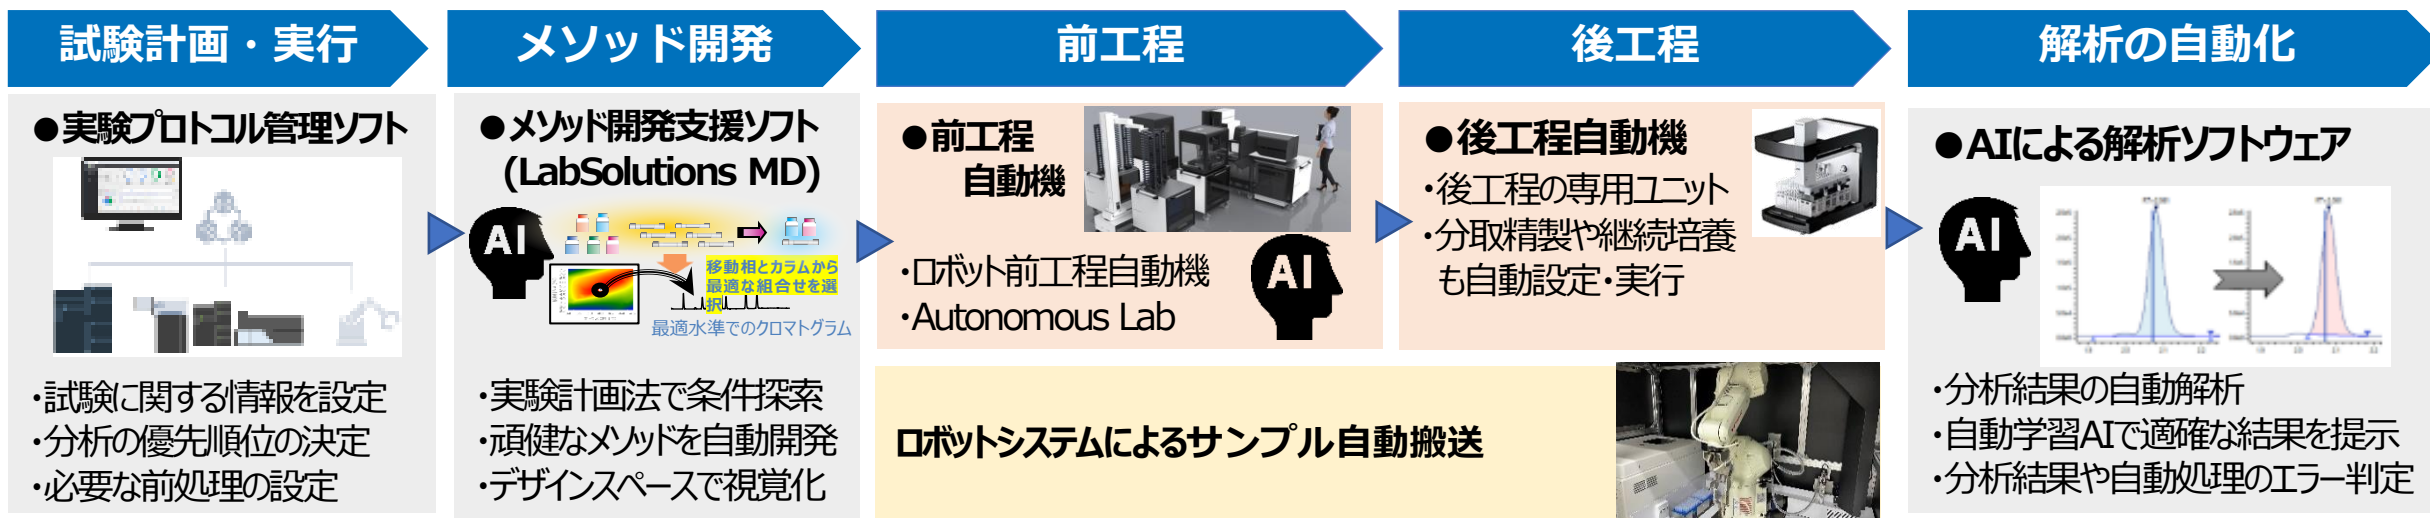 試験計画・実行
●実験プロトコル管理ソフト
・試験に関する情報を設定
・分析の優先順位の決定
・必要な前処理の設定
メソッド開発
●メソッド開発支援ソフト
(LabSolutions MD)
AI
移動相とカラムから
最適な組合せを選
択
最適水準でのクロマトグラム
・実験計画法で条件探索
・頑健なメソッドを自動開発
・デザインスペースで視覚化
前工程
●前工程
自動機
・ロボット前工程自動機
・Autonomous Lab
AI
後工程
●後工程自動機
・後工程の専用ユニット
・分取精製や継続培養
も自動設定・実行
ロボットシステムによるサンプル自動搬送
解析の自動化
●AIによる解析ソフトウェア
AI
・分析結果の自動解析
・自動学習AIで適確な結果を提示
・分析結果や自動処理のエラー判定